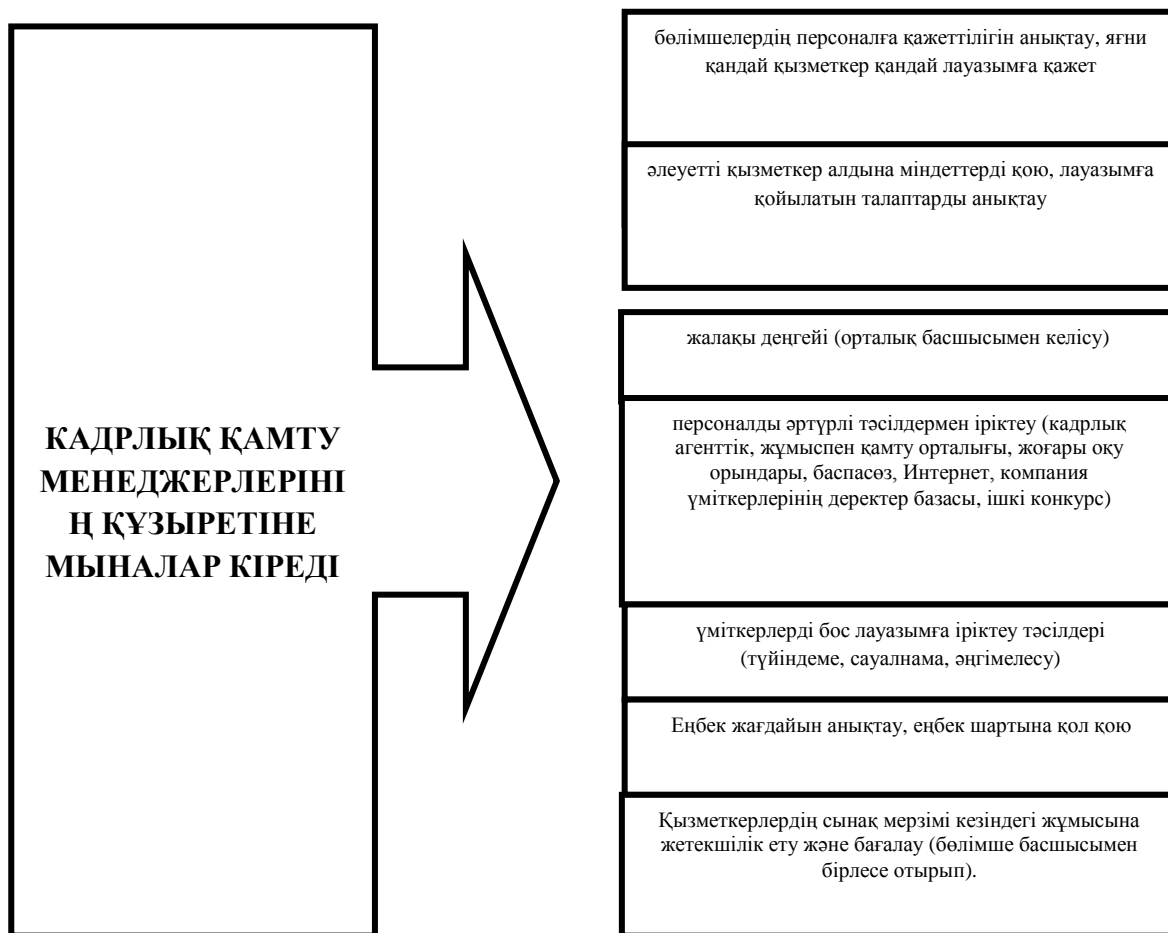 КАДРЛЫҚ ҚАМТУ
МЕНЕДЖЕРЛЕРІНІ
Ң ҚҰЗЫРЕТІНЕ
МЫНАЛАР КІРЕДІ
бөлімшелердің персоналға қажеттілігін анықтау, яғни
қандай қызметкер қандай лауазымға қажет
әлеуетті қызметкер алдына міндеттерді қою, лауазымға
қойылатын талаптарды анықтау
жалақы деңгейі (орталық басшысымен келісу)
персоналды әртүрлі тәсілдермен іріктеу (кадрлық
агенттік, жұмыспен қамту орталығы, жоғары оқу
орындары, баспасөз, Интернет, компания
үміткерлерінің деректер базасы, ішкі конкурс)
үміткерлерді бос лауазымға іріктеу тәсілдері
(түйіндеме, сауалнама, әңгімелесу)
Еңбек жағдайын анықтау, еңбек шартына қол қою
Қызметкерлердің сынақ мерзімі кезіндегі жұмысына
жетекшілік ету және бағалау (бөлімше басшысымен
бірлесе отырып).